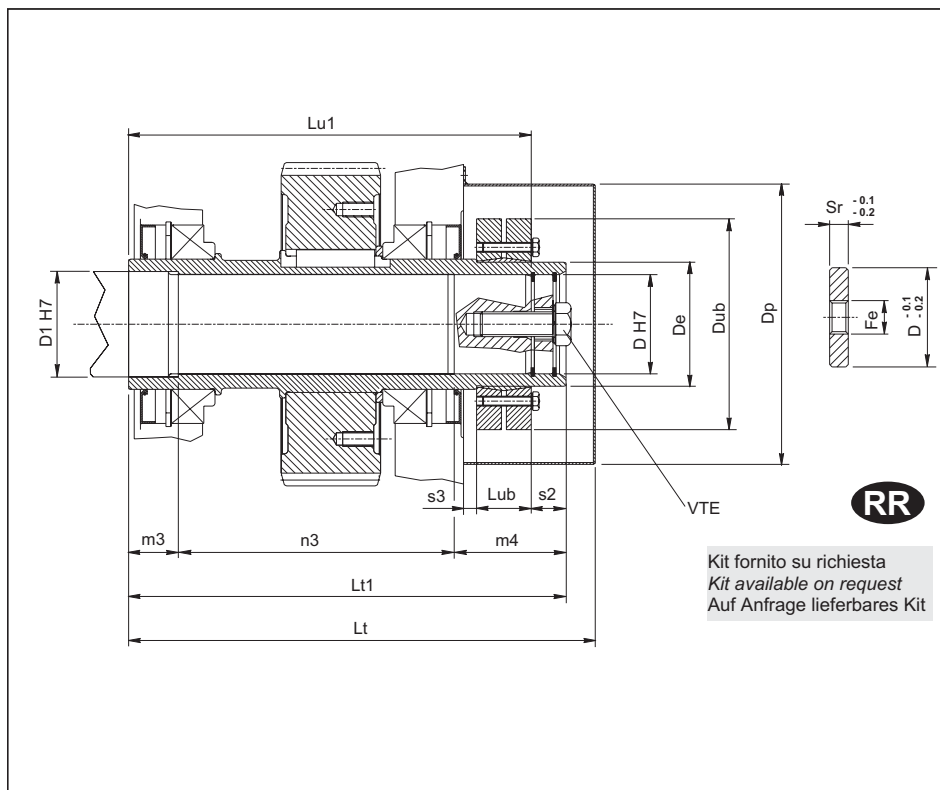 Lu1
Sr - 0.1 - 0.2
D1 H7
D H7
De
Dub
Dp
Fe
D - 0.1 - 0.2
s3
Lub
s2
VTE
RR
m3
n3
m4
Lt1
Lt
Kit fornito su richiesta
Kit available on request
Auf Anfrage lieferbares Kit